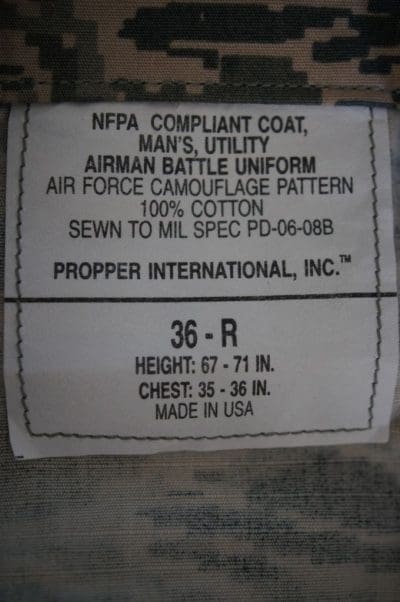 NFPA COMPLIANT COAT,
MAN'S, UTILITY
AIRMAN BATTLE UNIFORM
AIR FORCE CAMOUFLAGE PATTERN
100% COTTON
SEWN TO MIL SPEC PD-06-08B
PROPPER INTERNATIONAL, INC.™
36 - R
HEIGHT: 67 - 71 IN.
CHEST: 35 - 36 IN.
MADE IN USA